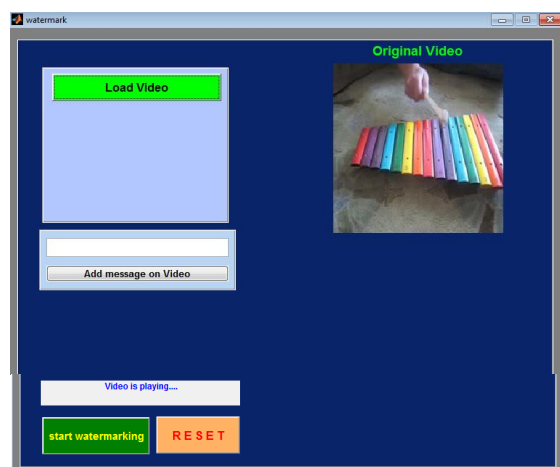 watermark
Original Video
Load Video
Add message on Video
Video is playing....
start watermarking
R E S E T